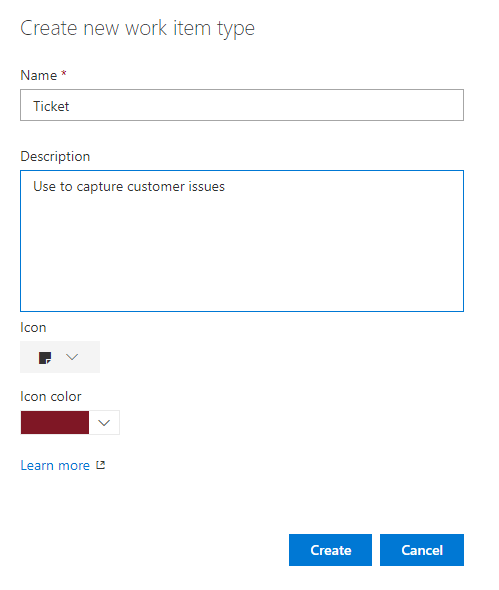 Create new work item type
Name *
Ticket
Description
Use to capture customer issues
Icon
Icon color
Learn more
Create
Cancel